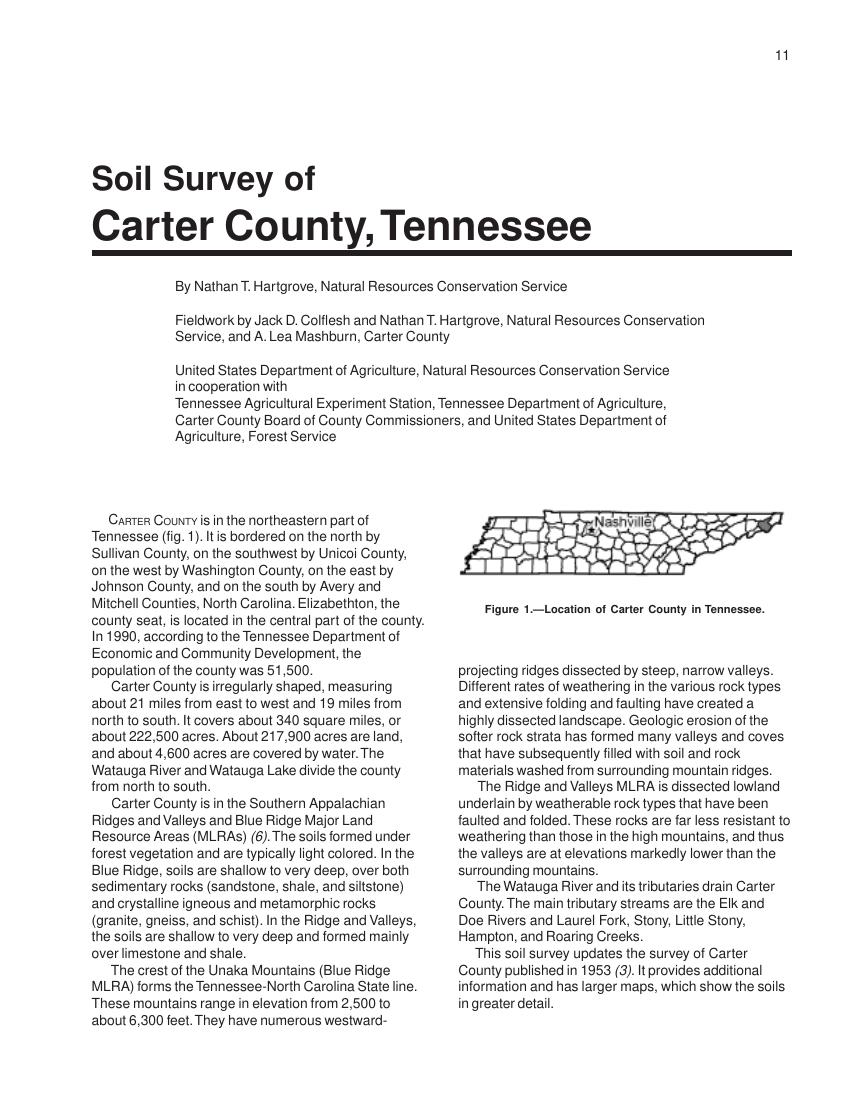 11
Soil Survey of
Carter County, Tennessee
By Nathan T. Hartgrove, Natural Resources Conservation Service
Fieldwork by Jack D. Colflesh and Nathan T. Hartgrove, Natural Resources Conservation
Service, and A. Lea Mashburn, Carter County
United States Department of Agriculture, Natural Resources Conservation Service
in cooperation with
Tennessee Agricultural Experiment Station, Tennessee Department of Agriculture,
Carter County Board of County Commissioners, and United States Department of
Agriculture, Forest Service
CARTER COUNTY is in the northeastern part of
Tennessee (fig. 1). It is bordered on the north by
Sullivan County, on the southwest by Unicoi County,
on the west by Washington County, on the east by
Johnson County, and on the south by Avery and
Mitchell Counties, North Carolina. Elizabethton, the
county seat, is located in the central part of the county.
In 1990, according to the Tennessee Department of
Economic and Community Development, the
population of the county was 51,500.
Carter County is irregularly shaped, measuring
about 21 miles from east to west and 19 miles from
north to south. It covers about 340 square miles, or
about 222,500 acres. About 217,900 acres are land,
and about 4,600 acres are covered by water. The
Watauga River and Watauga Lake divide the county
from north to south.
Carter County is in the Southern Appalachian
Ridges and Valleys and Blue Ridge Major Land
Resource Areas (MLRAs) (6). The soils formed under
forest vegetation and are typically light colored. In the
Blue Ridge, soils are shallow to very deep, over both
sedimentary rocks (sandstone, shale, and siltstone)
and crystalline igneous and metamorphic rocks
(granite, gneiss, and schist). In the Ridge and Valleys,
the soils are shallow to very deep and formed mainly
over limestone and shale.
The crest of the Unaka Mountains (Blue Ridge
MLRA) forms the Tennessee-North Carolina State line.
These mountains range in elevation from 2,500 to
about 6,300 feet. They have numerous westward-
Nashville
Figure 1.—Location of Carter County in Tennessee.
projecting ridges dissected by steep, narrow valleys.
Different rates of weathering in the various rock types
and extensive folding and faulting have created a
highly dissected landscape. Geologic erosion of the
softer rock strata has formed many valleys and coves
that have subsequently filled with soil and rock
materials washed from surrounding mountain ridges.
The Ridge and Valleys MLRA is dissected lowland
underlain by weatherable rock types that have been
faulted and folded. These rocks are far less resistant to
weathering than those in the high mountains, and thus
the valleys are at elevations markedly lower than the
surrounding mountains.
The Watauga River and its tributaries drain Carter
County. The main tributary streams are the Elk and
Doe Rivers and Laurel Fork, Stony, Little Stony,
Hampton, and Roaring Creeks.
This soil survey updates the survey of Carter
County published in 1953 (3). It provides additional
information and has larger maps, which show the soils
in greater detail.